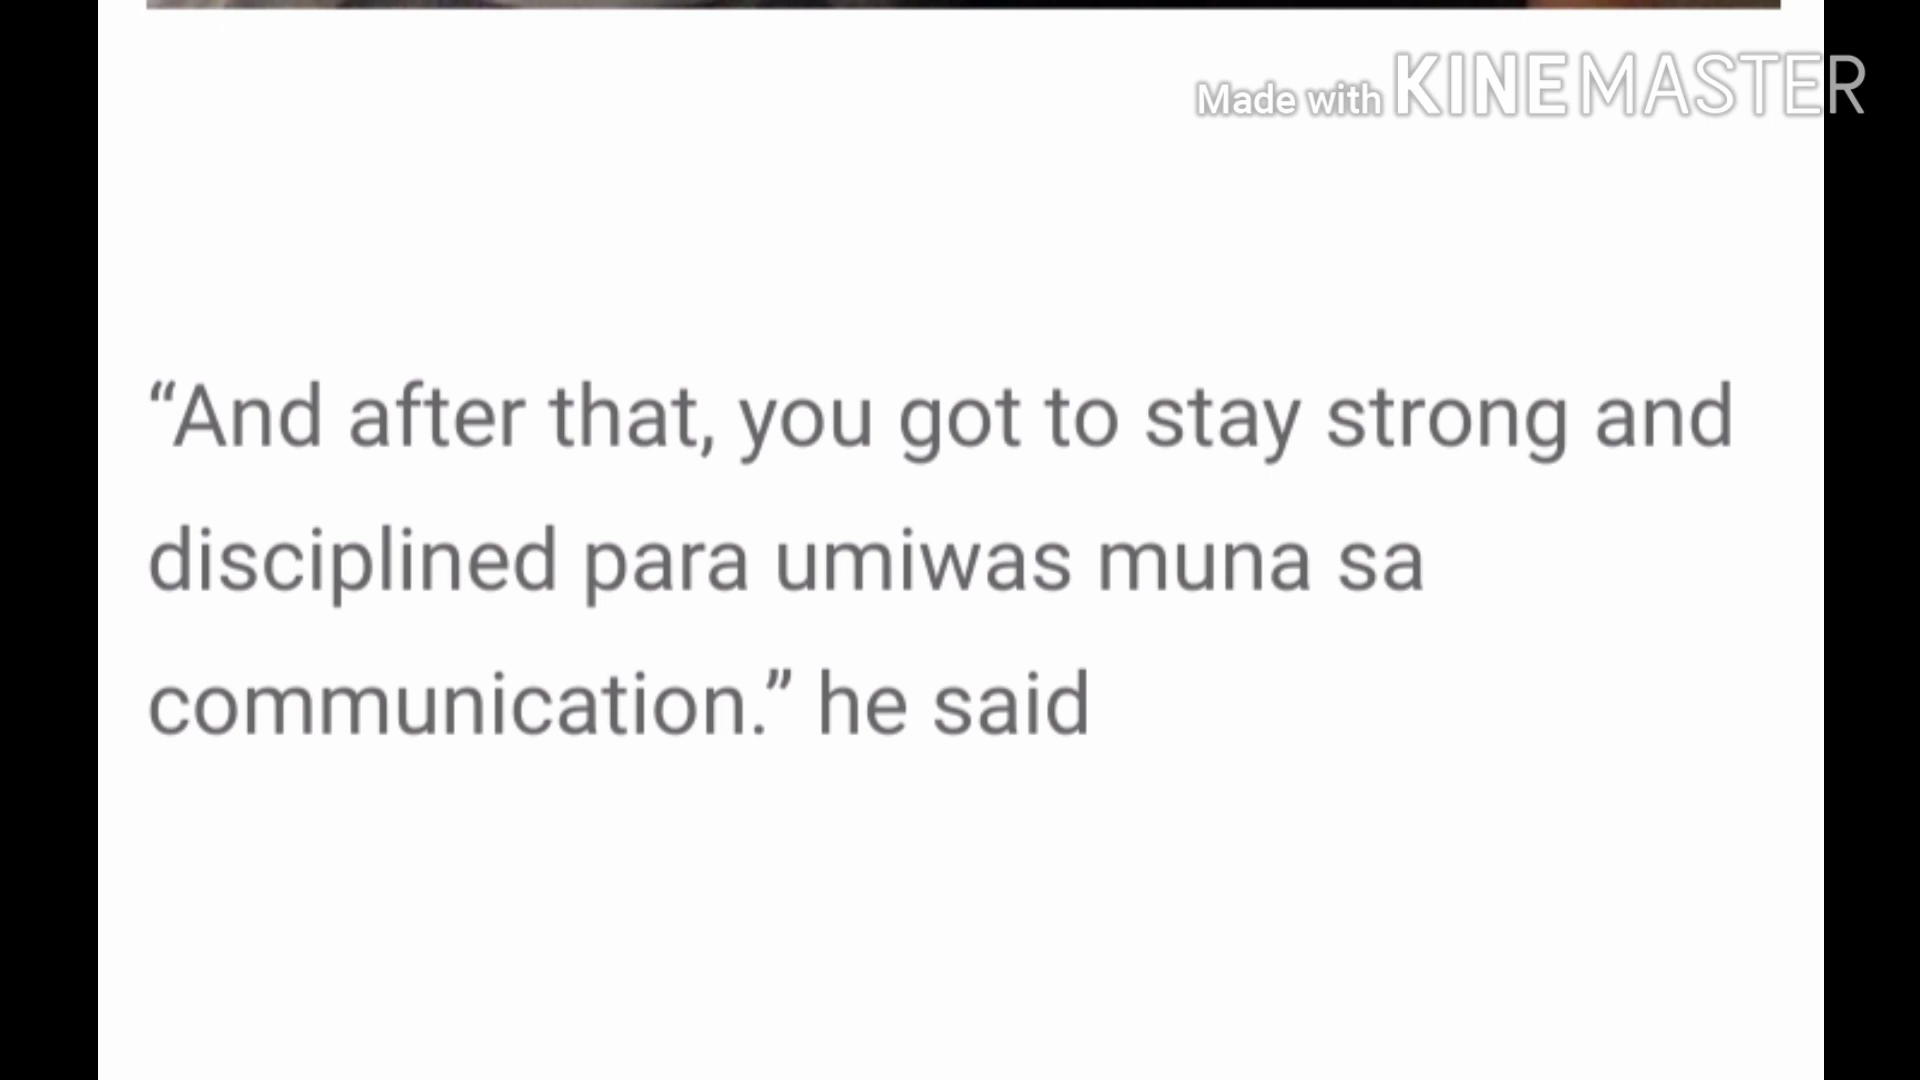 Made with KINEMASTER
“And after that, you got to stay strong and
disciplined para umiwas muna sa
communication.” he said